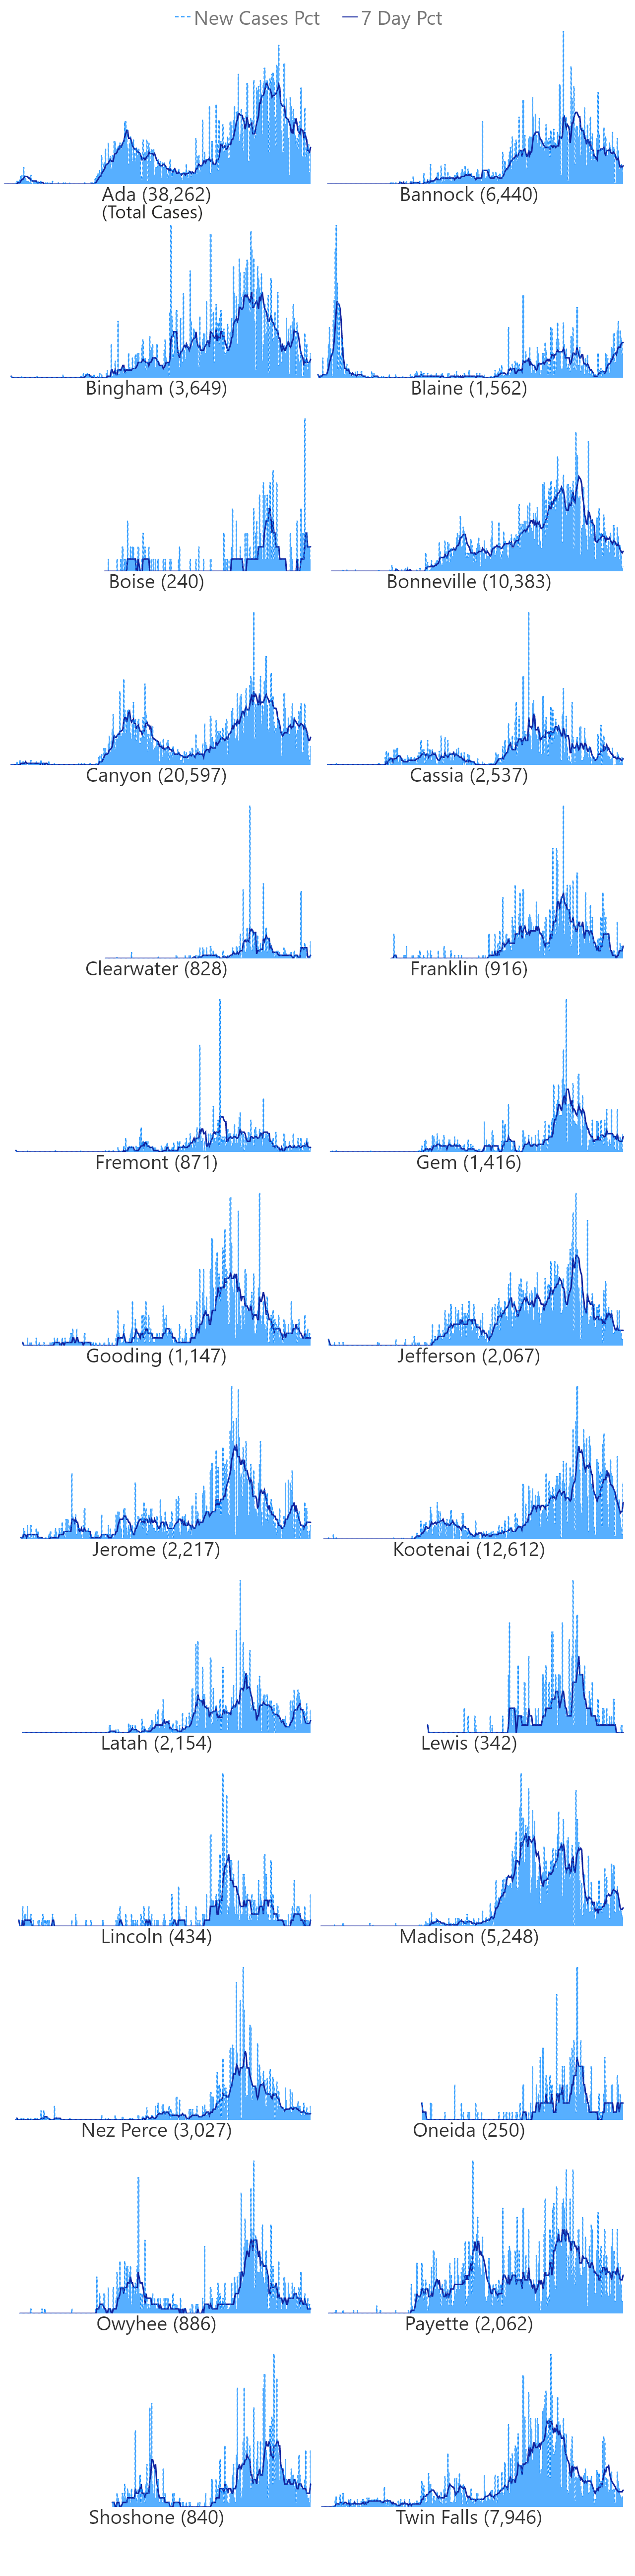 New Cases Pct 7 Day Pct
Ada (38,262)
(Total Cases)
Bannock (6,440)
Bingham (3,649)
Blaine (1,562)
Boise (240)
Bonneville (10,383)
Canyon (20,597)
Cassia (2,537)
Clearwater (828)
Franklin (916)
Fremont (871)
Gem (1,416)
Gooding (1,147)
Jefferson (2,067)
Jerome (2,217)
Kootenai (12,612)
Latah (2,154)
Lewis (342)
Lincoln (434)
Madison (5,248)
Nez Perce (3,027)
Oneida (250)
Owyhee (886)
Payette (2,062)
Shoshone (840)
Twin Falls (7,946)